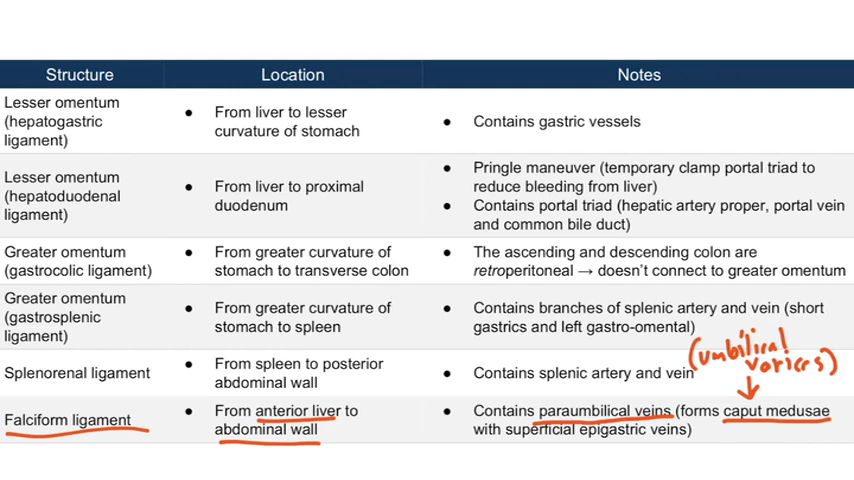 Structure Location Notes
Lesser omentum
(hepatogastric
ligament)
● From liver to lesser
curvature of stomach
● Contains gastric vessels
Lesser omentum
(hepatoduodenal
ligament)
● From liver to proximal
duodenum
● Pringle maneuver (temporary clamp portal triad to
reduce bleeding from liver)
● Contains portal triad (hepatic artery proper, portal vein
and common bile duct)
Greater omentum
(gastrocolic ligament)
● From greater curvature of
stomach to transverse colon
● The ascending and descending colon are
retroperitoneal → doesn't connect to greater omentum
Greater omentum
(gastrosplenic
ligament)
● From greater curvature of
stomach to spleen
● Contains branches of splenic artery and vein (short
gastrics and left gastro-omental)
Splenorenal ligament
● From spleen to posterior
abdominal wall
● Contains splenic artery and vein
(umbilical
varices)
Falciform ligament
● From anterior liver to
abdominal wall
● Contains paraumbilical veins (forms caput medusae
with superficial epigastric veins)